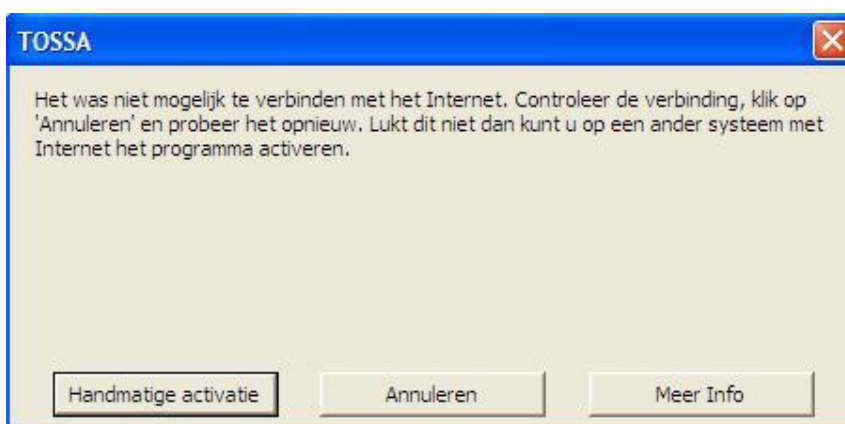 TOSSA
Het was niet mogelijk te verbinden met het Internet. Controleer de verbinding, klik op
'Annuleren' en probeer het opnieuw. Lukt dit niet dan kunt u op een ander systeem met
Internet het programma activeren.
Handmatige activatie
Annuleren
Meer Info